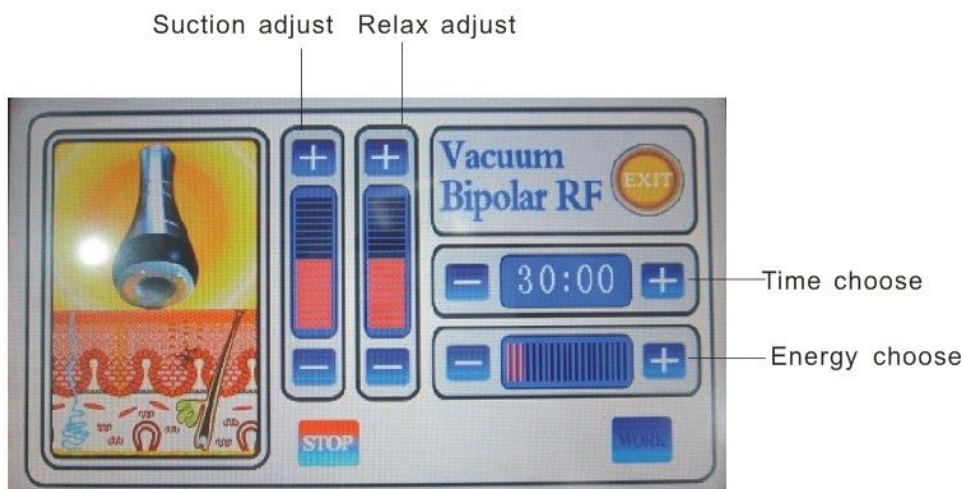 Suction adjust Relax adjust
Vacuum
Bipolar RF
EXIT
30:00
Time choose
Energy choose
STOP
WORK